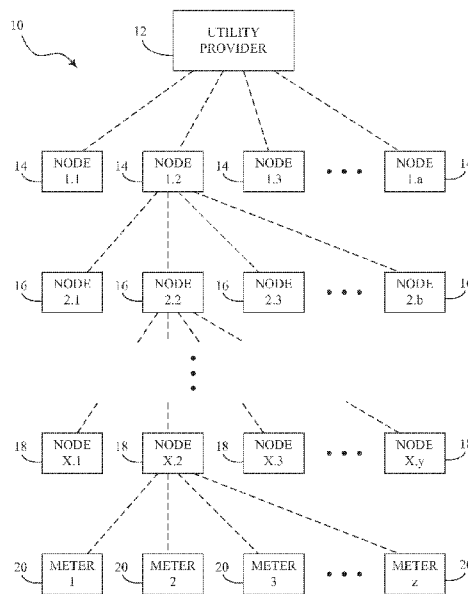 10
12
UTILITY
PROVIDER
14 NODE 1.1
14 NODE 1.2
14 NODE 1.3
NODE 1.a 14
16 NODE 2.1
16 NODE 2.2
16 NODE 2.3
NODE 2.b 16
18 NODE X.1
18 NODE X.2
18 NODE X.3
NODE X.y 18
20 METER 1
20 METER 2
20 METER 3
METER z 20